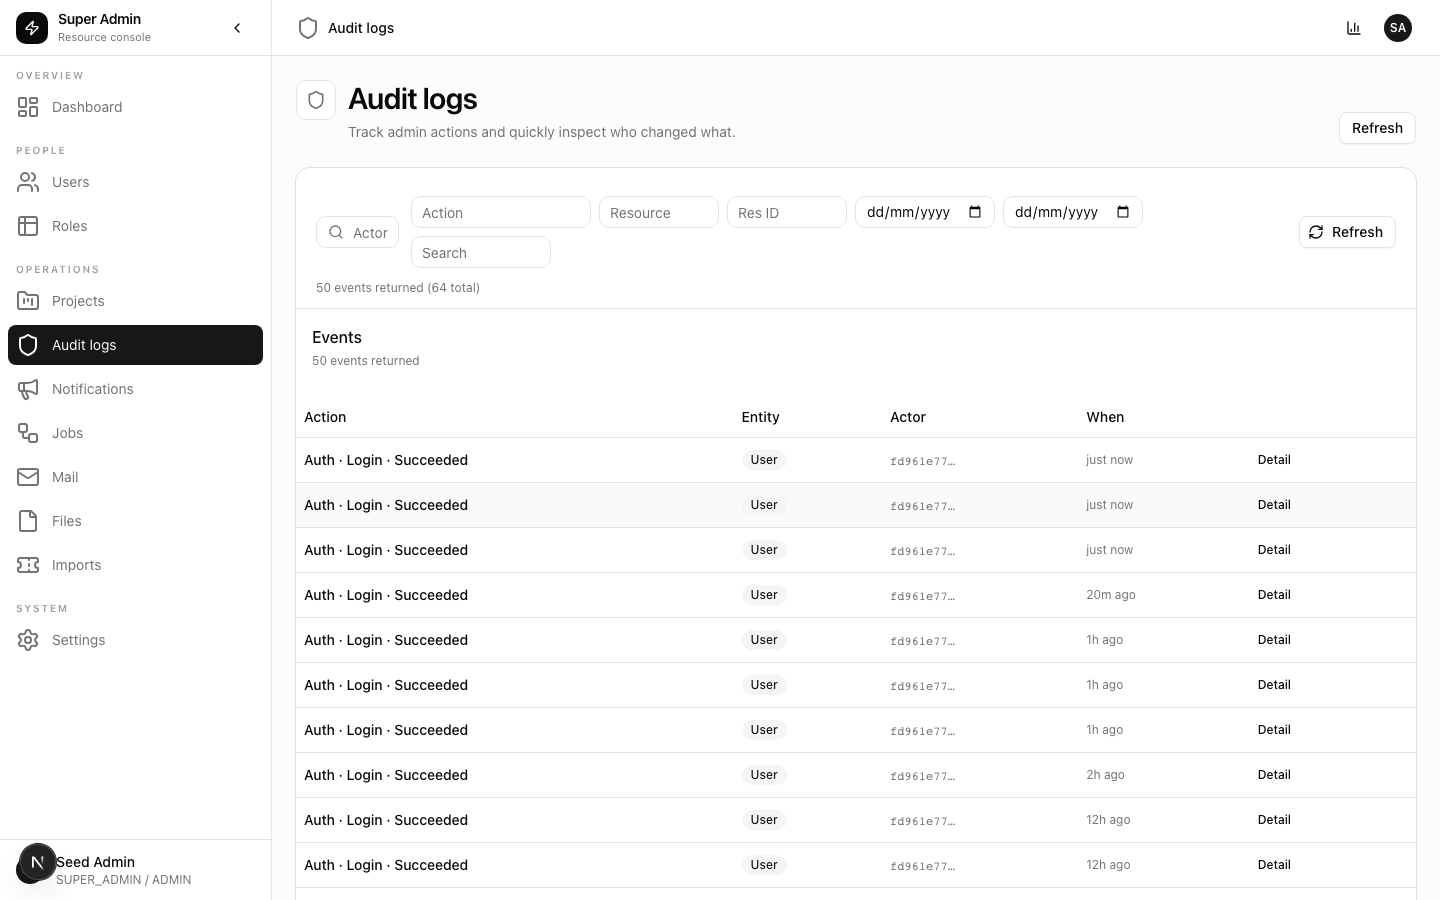 Super Admin
Resource console
OVERVIEW
Dashboard
PEOPLE
Users
Roles
OPERATIONS
Projects
Audit logs
Notifications
Jobs
Mail
Files
Imports
SYSTEM
Settings
N
Seed Admin
SUPER_ADMIN / ADMIN
Audit logs
SA
Audit logs
Track admin actions and quickly inspect who changed what.
Refresh
Actor
Action Resource Res ID dd/mm/yyyy dd/mm/yyyy
Search
Refresh
50 events returned (64 total)
Events
50 events returned
Action Entity Actor When
Auth · Login · Succeeded User fd961e77… just now Detail
Auth · Login · Succeeded User fd961e77… just now Detail
Auth · Login · Succeeded User fd961e77… just now Detail
Auth · Login · Succeeded User fd961e77… 20m ago Detail
Auth · Login · Succeeded User fd961e77… 1h ago Detail
Auth · Login · Succeeded User fd961e77… 1h ago Detail
Auth · Login · Succeeded User fd961e77… 1h ago Detail
Auth · Login · Succeeded User fd961e77… 2h ago Detail
Auth · Login · Succeeded User fd961e77… 12h ago Detail
Auth · Login · Succeeded User fd961e77… 12h ago Detail